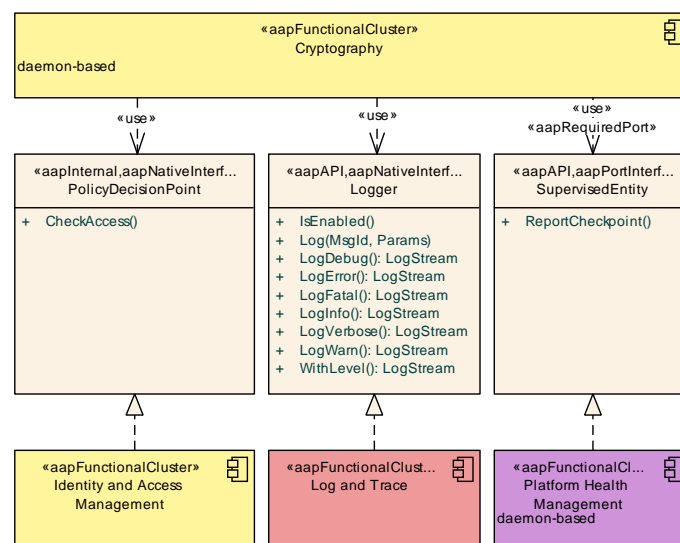 «aapFunctionalCluster»
Cryptography
daemon-based
«use»
«use»
«use»
«aapRequiredPort»
«aapInternal,aapNativeInterf...
PolicyDecisionPoint
+ CheckAccess()
«aapAPI,aapNativeInterf...
Logger
+ IsEnabled()
+ Log(MsgId, Params)
+ LogDebug(): LogStream
+ LogError(): LogStream
+ LogFatal(): LogStream
+ LogInfo(): LogStream
+ LogVerbose(): LogStream
+ LogWarn(): LogStream
+ WithLevel(): LogStream
«aapAPI,aapPortInterf...
SupervisedEntity
+ ReportCheckpoint()
«aapFunctionalCluster»
Identity and Access
Management
«aapFunctionalClust...
Log and Trace
«aapFunctionalCl...
Platform Health
Management
daemon-based